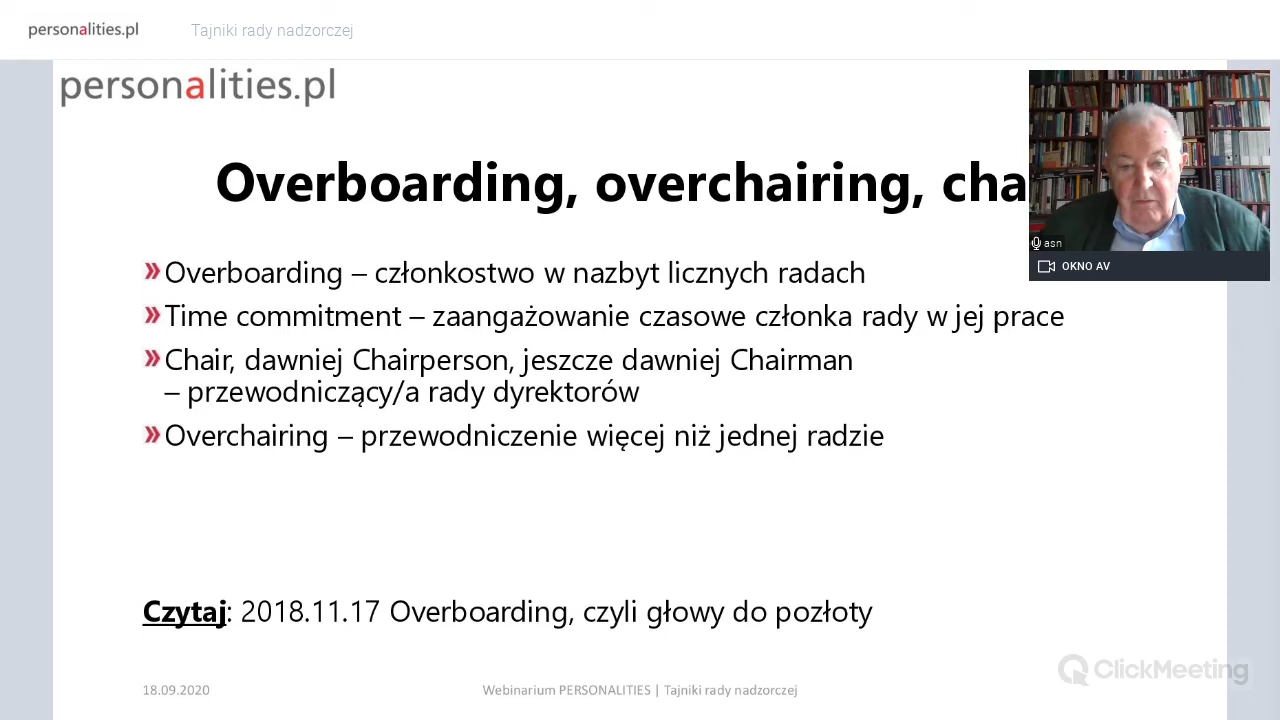 personalities.pl
Tajniki rady nadzorczej
personalities.pl
Overboarding, overchairing, cha
asn
OKNO AV
» Overboarding – członkostwo w nazbyt licznych radach
» Time commitment – zaangażowanie czasowe członka rady w jej prace
» Chair, dawniej Chairperson, jeszcze dawniej Chairman
– przewodniczący/a rady dyrektorów
» Overchairing – przewodniczenie więcej niż jednej radzie
Czytaj: 2018.11.17 Overboarding, czyli głowy do pozłoty
18.09.2020
Webinarium PERSONALITIES | Tajniki rady nadzorczej
ClickMeeting